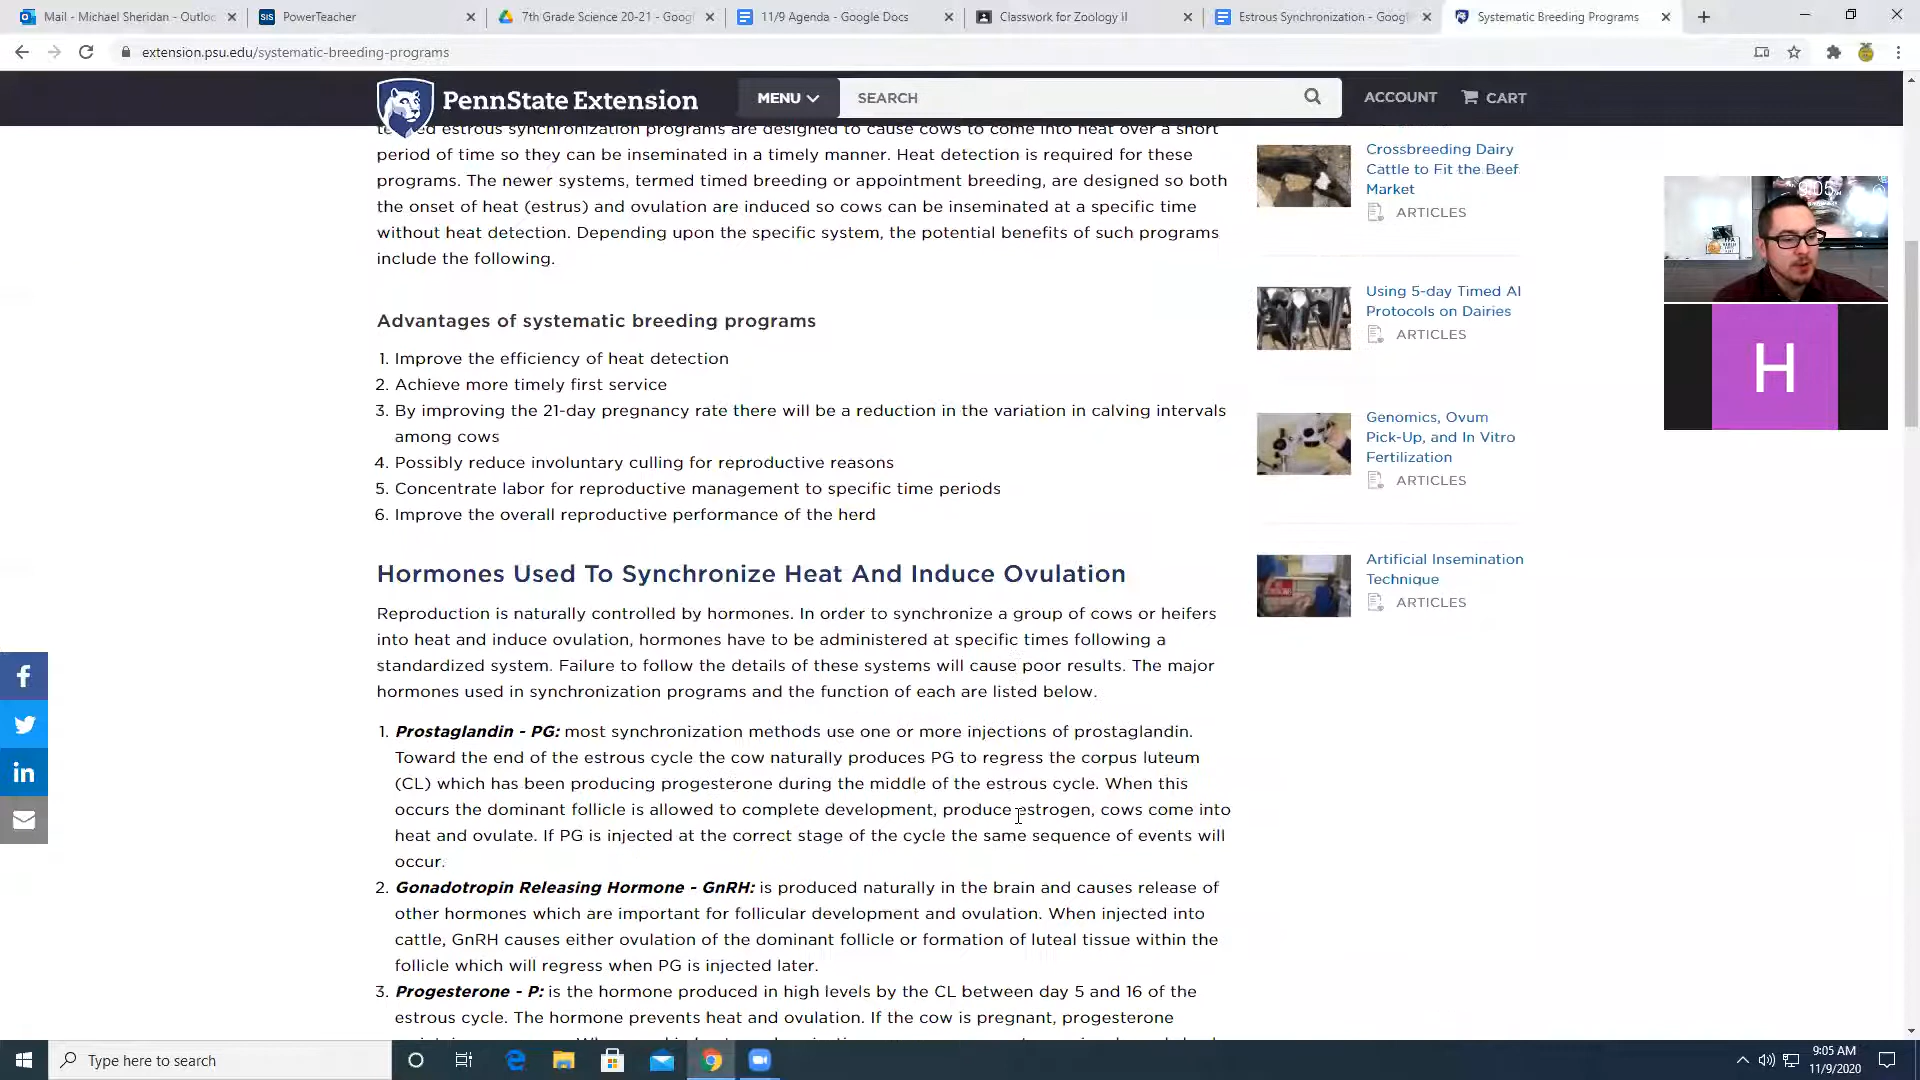 Mail - Michael Sheridan - Outloo
PowerTeacher
7th Grade Science 20-21 - Goog
11/9 Agenda - Google Docs
Classwork for Zoology II
Estrous Synchronization - Googl
Systematic Breeding Programs
extension.psu.edu/systematic-breeding-programs
PennState Extension
MENU
SEARCH
ACCOUNT
CART
termed estrous synchronization programs are designed to cause cows to come into heat over a short
period of time so they can be inseminated in a timely manner. Heat detection is required for these
programs. The newer systems, termed timed breeding or appointment breeding, are designed so both
the onset of heat (estrus) and ovulation are induced so cows can be inseminated at a specific time
without heat detection. Depending upon the specific system, the potential benefits of such programs
include the following.
Advantages of systematic breeding programs
1. Improve the efficiency of heat detection
2. Achieve more timely first service
3. By improving the 21-day pregnancy rate there will be a reduction in the variation in calving intervals
among cows
4. Possibly reduce involuntary culling for reproductive reasons
5. Concentrate labor for reproductive management to specific time periods
6. Improve the overall reproductive performance of the herd
Hormones Used To Synchronize Heat And Induce Ovulation
Reproduction is naturally controlled by hormones. In order to synchronize a group of cows or heifers
into heat and induce ovulation, hormones have to be administered at specific times following a
standardized system. Failure to follow the details of these systems will cause poor results. The major
hormones used in synchronization programs and the function of each are listed below.
1. Prostaglandin - PG: most synchronization methods use one or more injections of prostaglandin.
Toward the end of the estrous cycle the cow naturally produces PG to regress the corpus luteum
(CL) which has been producing progesterone during the middle of the estrous cycle. When this
occurs the dominant follicle is allowed to complete development, produce estrogen, cows come into
heat and ovulate. If PG is injected at the correct stage of the cycle the same sequence of events will
occur.
2. Gonadotropin Releasing Hormone - GnRH: is produced naturally in the brain and causes release of
other hormones which are important for follicular development and ovulation. When injected into
cattle, GnRH causes either ovulation of the dominant follicle or formation of luteal tissue within the
follicle which will regress when PG is injected later.
3. Progesterone - P: is the hormone produced in high levels by the CL between day 5 and 16 of the
estrous cycle. The hormone prevents heat and ovulation. If the cow is pregnant, progesterone
Crossbreeding Dairy
Cattle to Fit the Beef
Market
ARTICLES
Using 5-day Timed AI
Protocols on Dairies
ARTICLES
Genomics, Ovum
Pick-Up, and In Vitro
Fertilization
ARTICLES
Artificial Insemination
Technique
ARTICLES
9:05
H
Type here to search
9:05 AM
11/9/2020